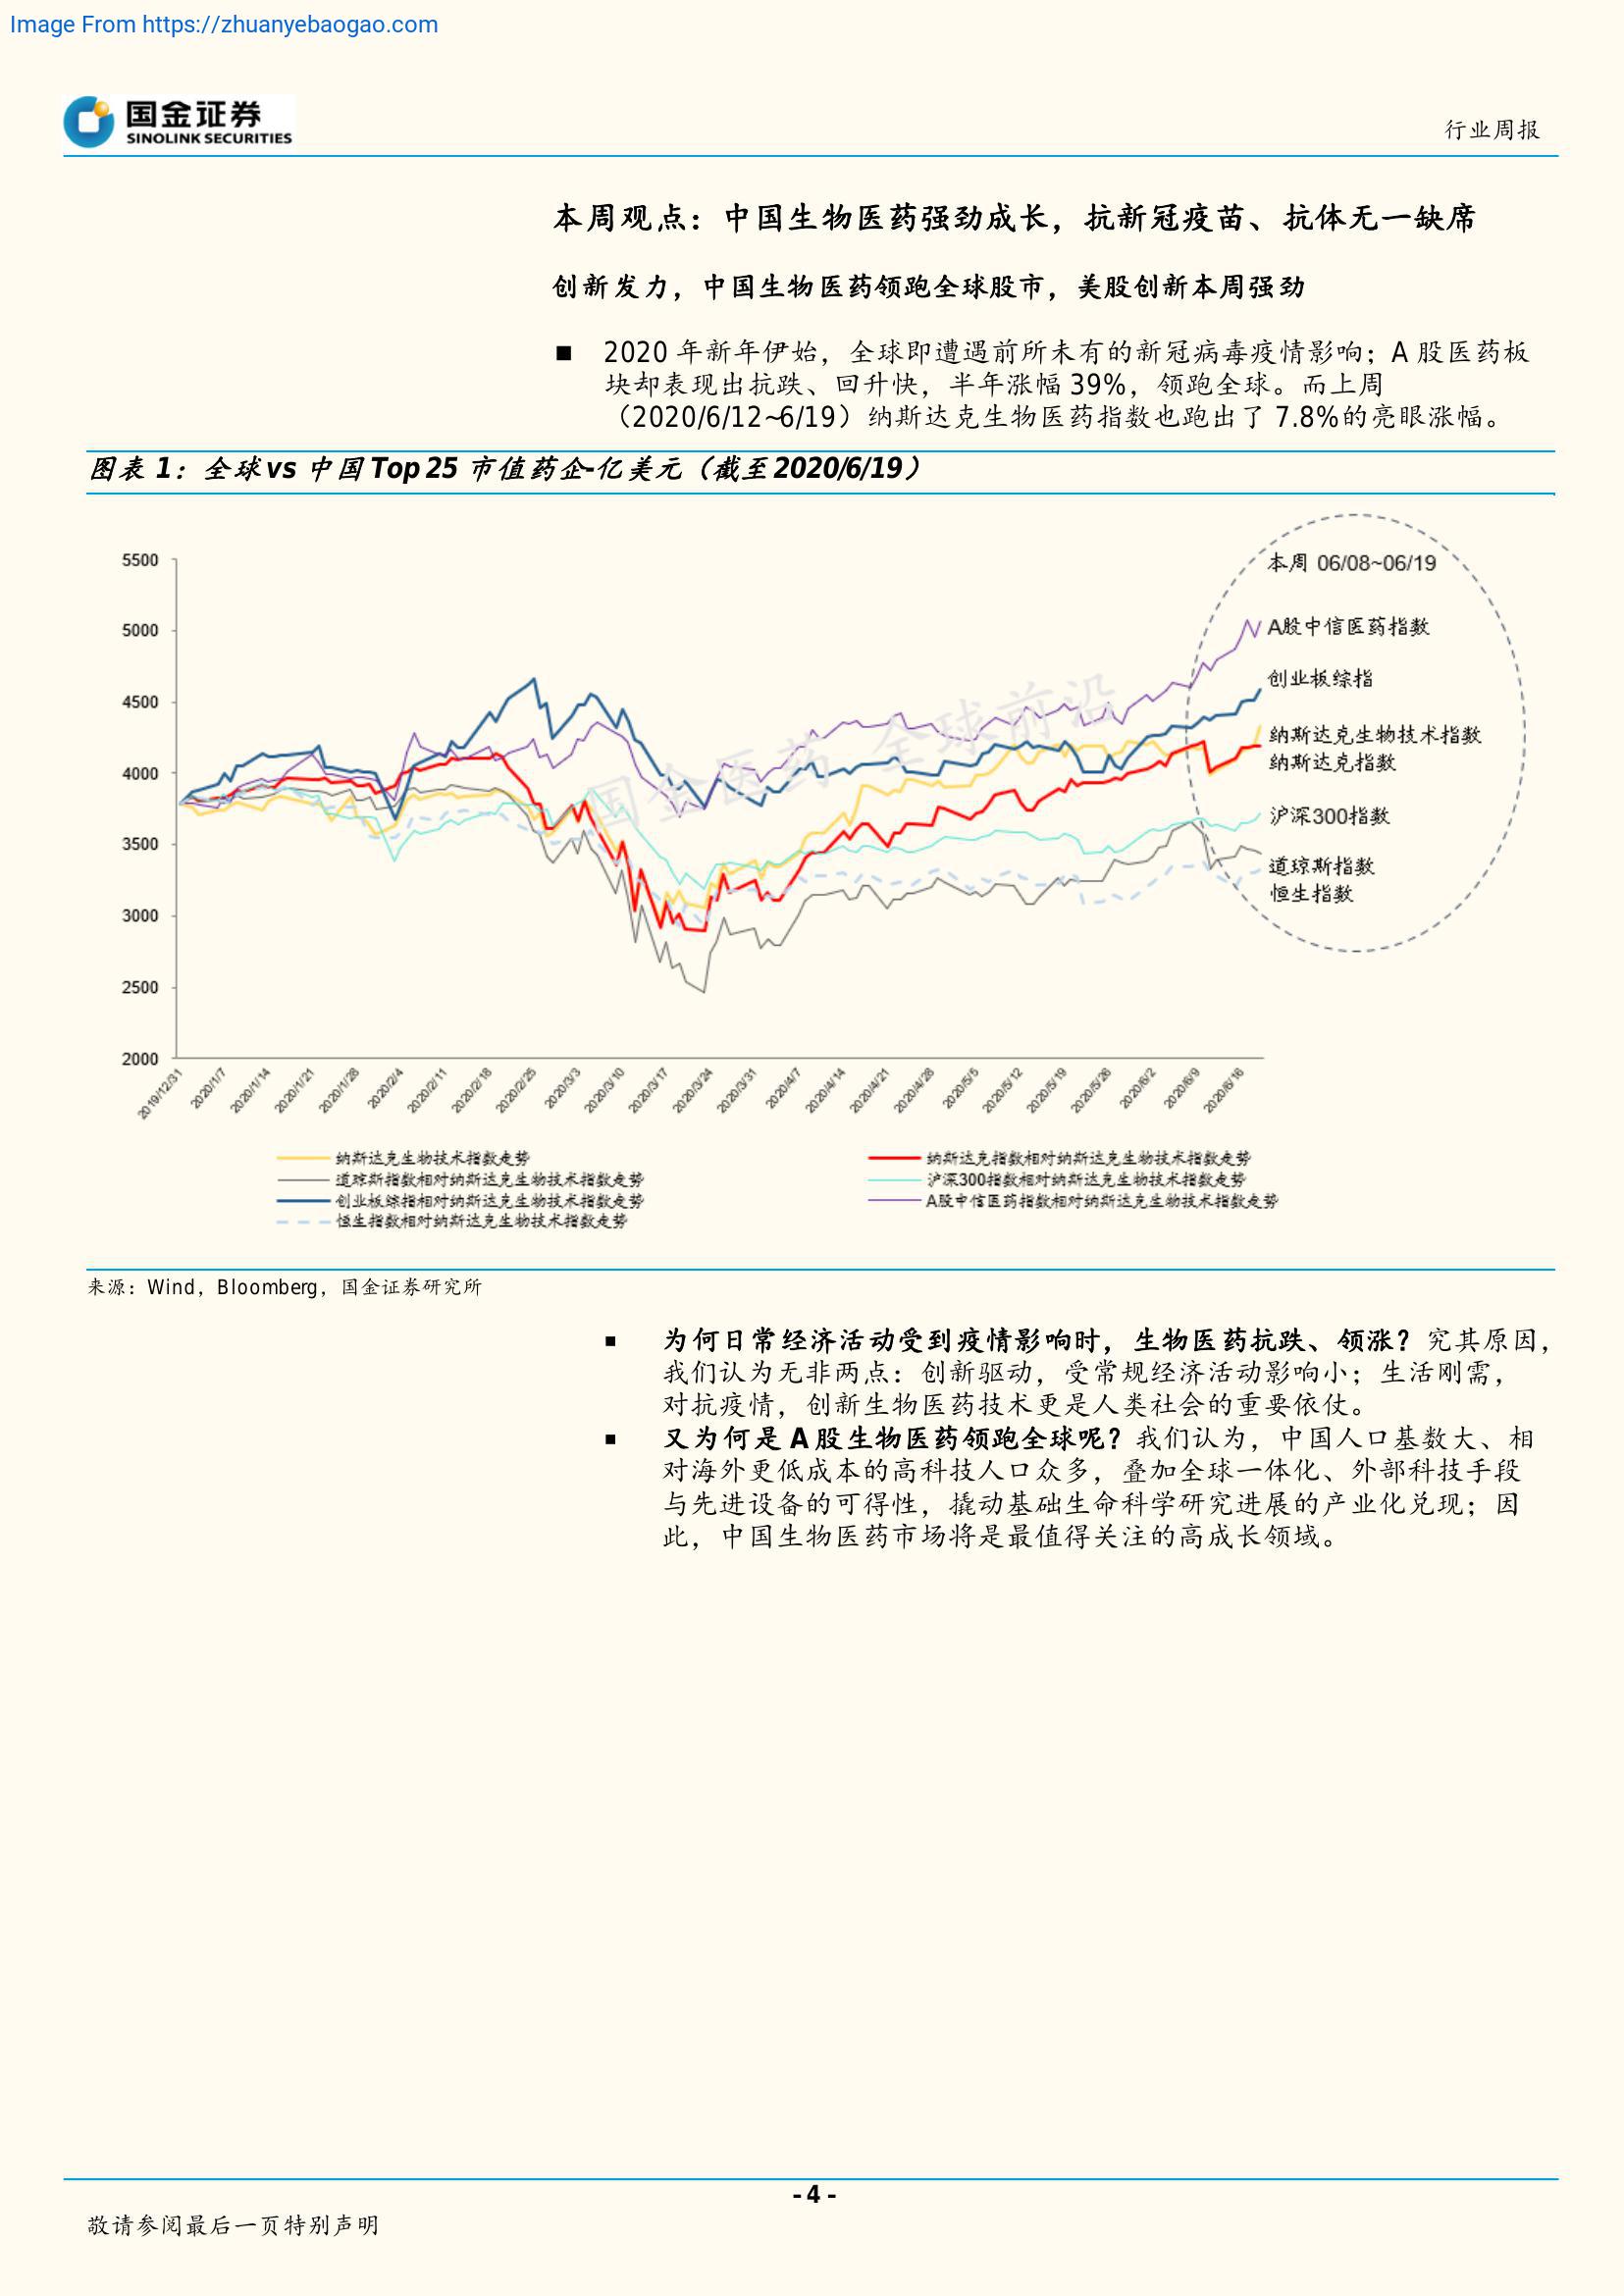 Image From https://zhuanyebaogao.com
国金证券
SINOLINK SECURITIES
行业周报
本周观点：中国生物医药强劲成长，抗新冠疫苗、抗体无一缺席
创新发力，中国生物医药领跑全球股市，美股创新本周强劲
■ 2020 年新年伊始，全球即遭遇前所未有的新冠病毒疫情影响；A 股医药板
块却表现出抗跌、回升快，半年涨幅 39%，领跑全球。而上周
（2020/6/12~6/19）纳斯达克生物医药指数也跑出了 7.8%的亮眼涨幅。
图表 1：全球 vs 中国 Top 25 市值药企-亿美元（截至 2020/6/19）
5500
5000
4500
4000
3500
3000
2500
2000
国金医药 全球前沿
本周 06/08~06/19
A股中信医药指数
创业板综指
纳斯达克生物技术指数
纳斯达克指数
沪深300指数
道琼斯指数
恒生指数
2019/12/31
2020/1/7
2020/1/14
2020/1/21
2020/1/28
2020/2/4
2020/2/11
2020/2/18
2020/2/25
2020/3/3
2020/3/10
2020/3/17
2020/3/24
2020/3/31
2020/4/7
2020/4/14
2020/4/21
2020/4/28
2020/5/5
2020/5/12
2020/5/19
2020/5/26
2020/6/2
2020/6/9
2020/6/16
纳斯达克生物技术指数走势
纳斯达克指数相对纳斯达克生物技术指数走势
道琼斯指数相对纳斯达克生物技术指数走势
沪深300指数相对纳斯达克生物技术指数走势
创业板综指相对纳斯达克生物技术指数走势
A股中信医药指数相对纳斯达克生物技术指数走势
恒生指数相对纳斯达克生物技术指数走势
来源：Wind，Bloomberg，国金证券研究所
■ 为何日常经济活动受到疫情影响时，生物医药抗跌、领涨？究其原因，
我们认为无非两点：创新驱动，受常规经济活动影响小；生活刚需，
对抗疫情，创新生物医药技术更是人类社会的重要依仗。
■ 又为何是 A 股生物医药领跑全球呢？我们认为，中国人口基数大、相
对海外更低成本的高科技人口众多，叠加全球一体化、外部科技手段
与先进设备的可得性，撬动基础生命科学研究进展的产业化兑现；因
此，中国生物医药市场将是最值得关注的高成长领域。
- 4 -
敬请参阅最后一页特别声明